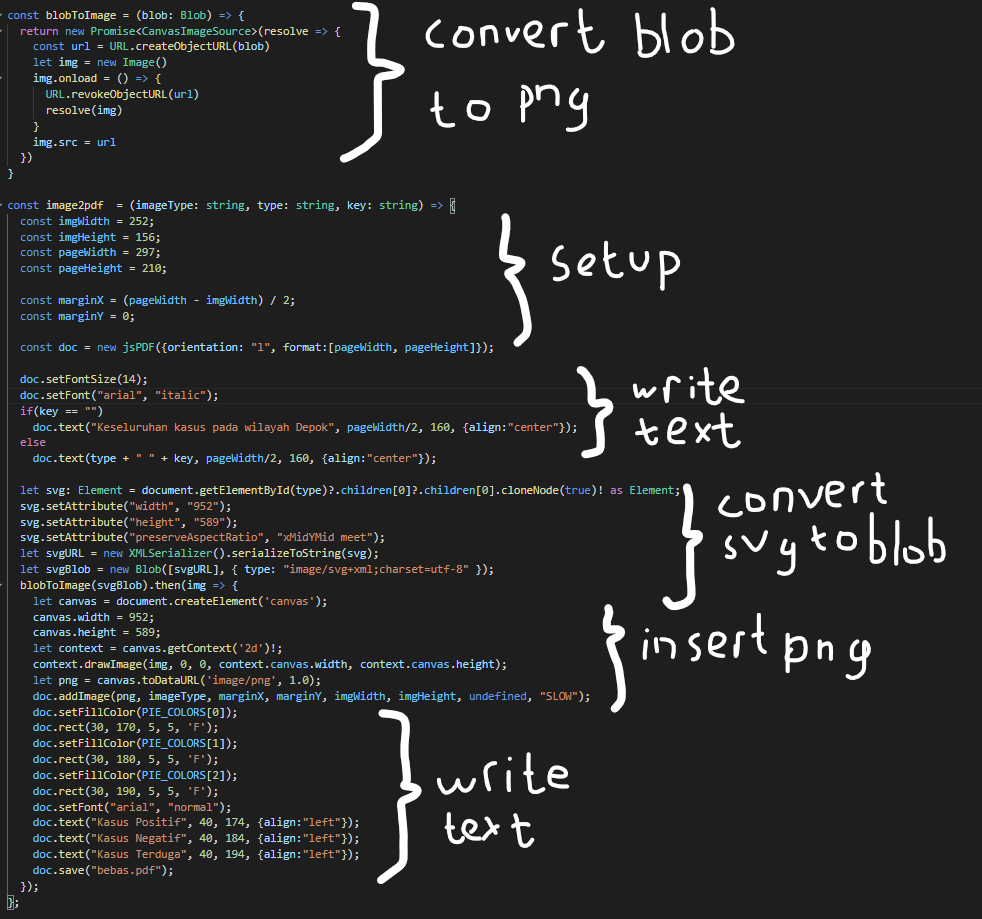 const blobToImage = (blob: Blob) => {
return new Promise<CanvasImageSource>(resolve => {
const url = URL.createObjectURL(blob)
let img = new Image()
img.onload = () => {
URL.revokeObjectURL(url)
resolve(img)
}
img.src = url
})
}
convert blob
to png
const image2pdf  = (imageType: string, type: string, key: string) => {
const imgWidth = 252;
const imgHeight = 156;
const pageWidth = 297;
const pageHeight = 210;
const marginX = (pageWidth - imgWidth) / 2;
const marginY = 0;
const doc = new jsPDF({orientation: "l", format:[pageWidth, pageHeight]});
setup
doc.setFontSize(14);
doc.setFont("arial", "italic");
if(key == "")
doc.text("Keseluruhan kasus pada wilayah Depok", pageWidth/2, 160, {align:"center"});
else
doc.text(type + " " + key, pageWidth/2, 160, {align:"center"});
write
text
let svg: Element = document.getElementById(type)?.children[0]?.children[0].cloneNode(true)! as Element;
svg.setAttribute("width", "952");
svg.setAttribute("height", "589");
svg.setAttribute("preserveAspectRatio", "xMidYMid meet");
let svgURL = new XMLSerializer().serializeToString(svg);
let svgBlob = new Blob([svgURL], { type: "image/svg+xml;charset=utf-8" });
convert
svg to blob
blobToImage(svgBlob).then(img => {
let canvas = document.createElement('canvas');
canvas.width = 952;
canvas.height = 589;
let context = canvas.getContext('2d')!;
context.drawImage(img, 0, 0, context.canvas.width, context.canvas.height);
let png = canvas.toDataURL('image/png', 1.0);
doc.addImage(png, imageType, marginX, marginY, imgWidth, imgHeight, undefined, "SLOW");
insert png
doc.setFillColor(PIE_COLORS[0]);
doc.rect(30, 170, 5, 5, 'F');
doc.setFillColor(PIE_COLORS[1]);
doc.rect(30, 180, 5, 5, 'F');
doc.setFillColor(PIE_COLORS[2]);
doc.rect(30, 190, 5, 5, 'F');
doc.setFont("arial", "normal");
doc.text("Kasus Positif", 40, 174, {align:"left"});
doc.text("Kasus Negatif", 40, 184, {align:"left"});
doc.text("Kasus Terduga", 40, 194, {align:"left"});
doc.save("bebas.pdf");
});
};
write
text